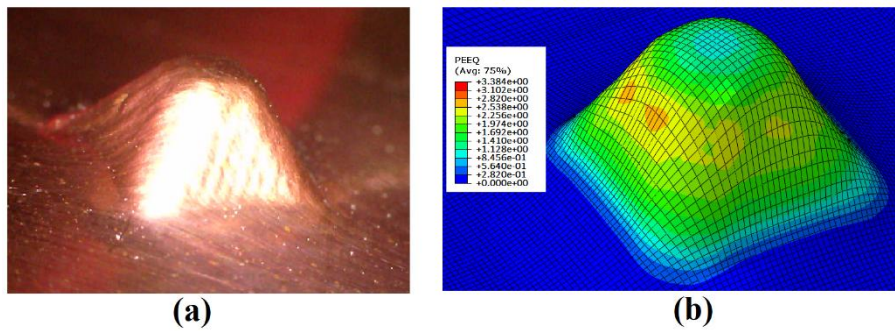 PEEQ
(Avg: 75%)
+3.384e+00
+3.102e+00
+2.820e+00
+2.538e+00
+2.256e+00
+1.974e+00
+1.692e+00
+1.410e+00
+1.128e+00
+8.456e-01
+5.640e-01
+2.820e-01
+0.000e+00
(a)
(b)